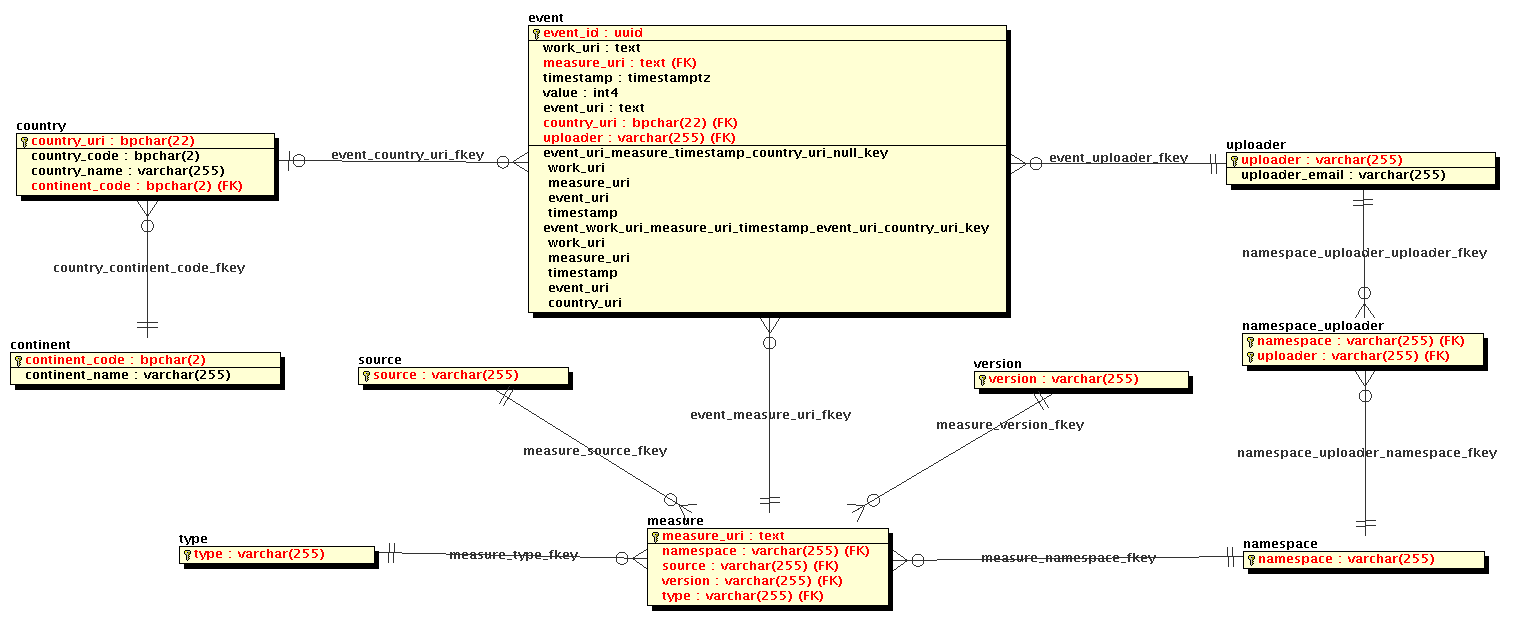 event
event_id : uuid
work_uri : text
measure_uri : text (FK)
timestamp : timestamptz
value : int4
event_uri : text
country_uri : bpchar(22) (FK)
uploader : varchar(255) (FK)
event_uri_measure_timestamp_country_uri_null_key
work_uri
measure_uri
event_uri
timestamp
event_work_uri_measure_uri_timestamp_event_uri_country_uri_key
work_uri
measure_uri
timestamp
event_uri
country_uri
country
country_uri : bpchar(22)
country_code : bpchar(2)
country_name : varchar(255)
continent_code : bpchar(2) (FK)
event_country_uri_fkey
event_uploader_fkey
uploader
uploader : varchar(255)
uploader_email : varchar(255)
country_continent_code_fkey
namespace_uploader_uploader_fkey
continent
continent_code : bpchar(2)
continent_name : varchar(255)
source
source : varchar(255)
version
version : varchar(255)
namespace_uploader
namespace : varchar(255) (FK)
uploader : varchar(255) (FK)
event_measure_uri_fkey
measure_source_fkey
measure_version_fkey
namespace_uploader_namespace_fkey
type
type : varchar(255)
measure_type_fkey
measure
measure_uri : text
namespace : varchar(255) (FK)
source : varchar(255) (FK)
version : varchar(255) (FK)
type : varchar(255) (FK)
measure_namespace_fkey
namespace
namespace : varchar(255)